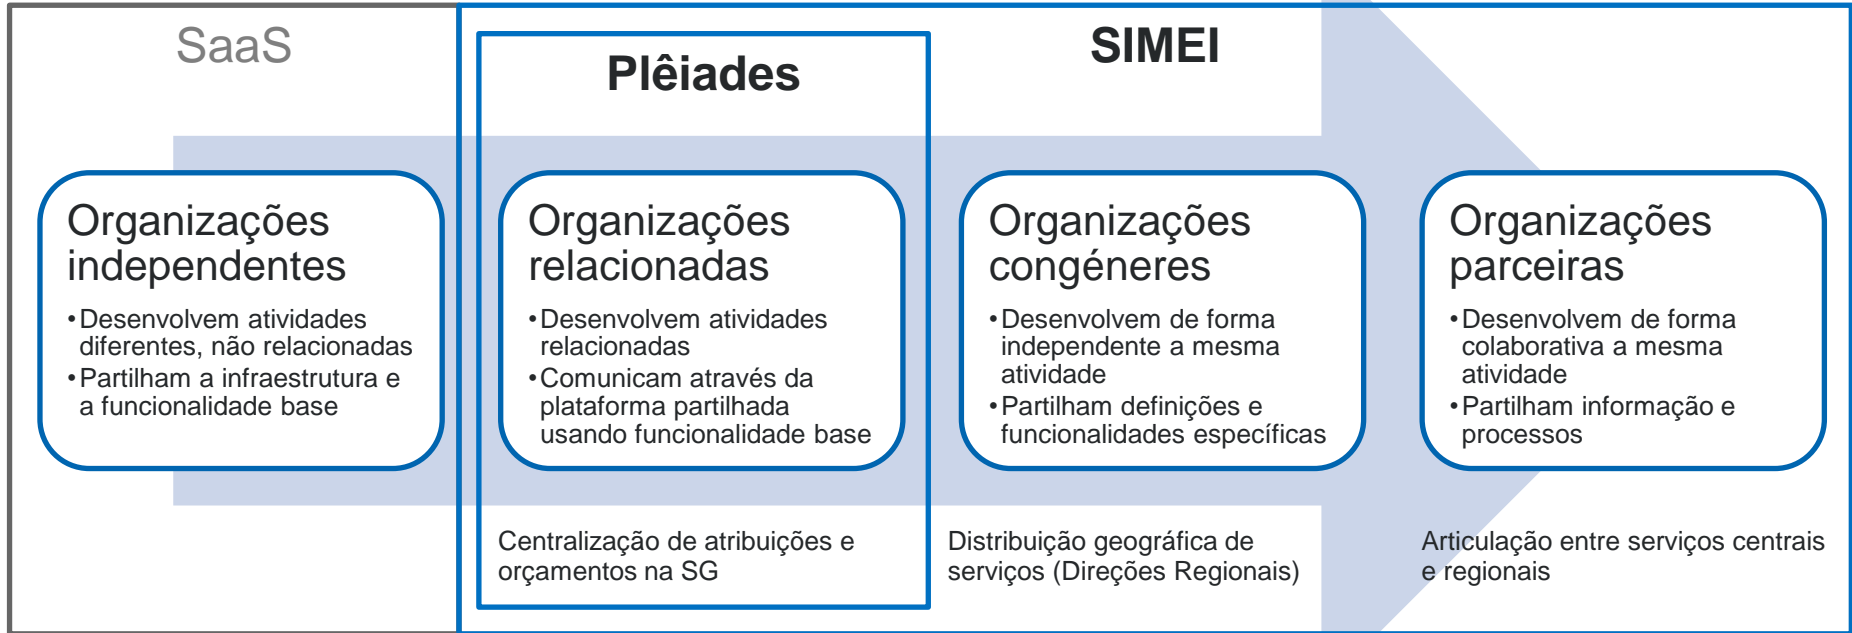 SaaS
Plêiades
SIMEI
Organizações
independentes
•Desenvolvem atividades
diferentes, não relacionadas
•Partilham a infraestrutura e
a funcionalidade base
Organizações
relacionadas
•Desenvolvem atividades
relacionadas
•Comunicam através da
plataforma partilhada
usando funcionalidade base
Centralização de atribuições e
orçamentos na SG
Organizações
congéneres
•Desenvolvem de forma
independente a mesma
atividade
•Partilham definições e
funcionalidades específicas
Distribuição geográfica de
serviços (Direções Regionais)
Organizações
parceiras
•Desenvolvem de forma
colaborativa a mesma
atividade
•Partilham informação e
processos
Articulação entre serviços centrais
e regionais